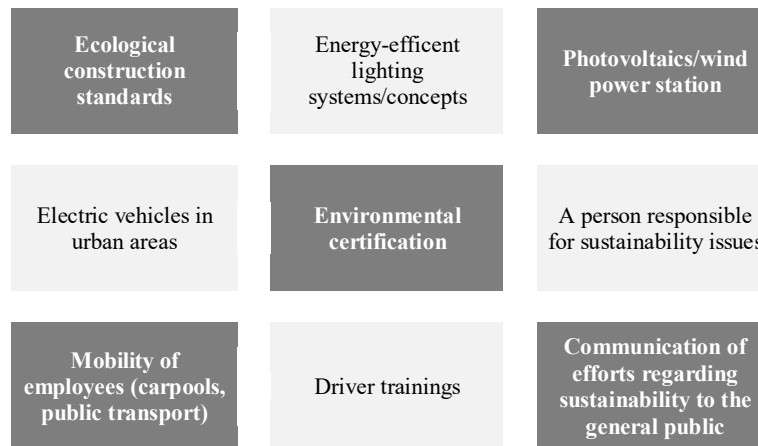 Ecological
construction
standards
Energy-efficent
lighting
systems/concepts
Photovoltaics/wind
power station
Electric vehicles in
urban areas
Environmental
certification
A person responsible
for sustainability issues
Mobility of
employees (carpools,
public transport)
Driver trainings
Communication of
efforts regarding
sustainability to the
general public